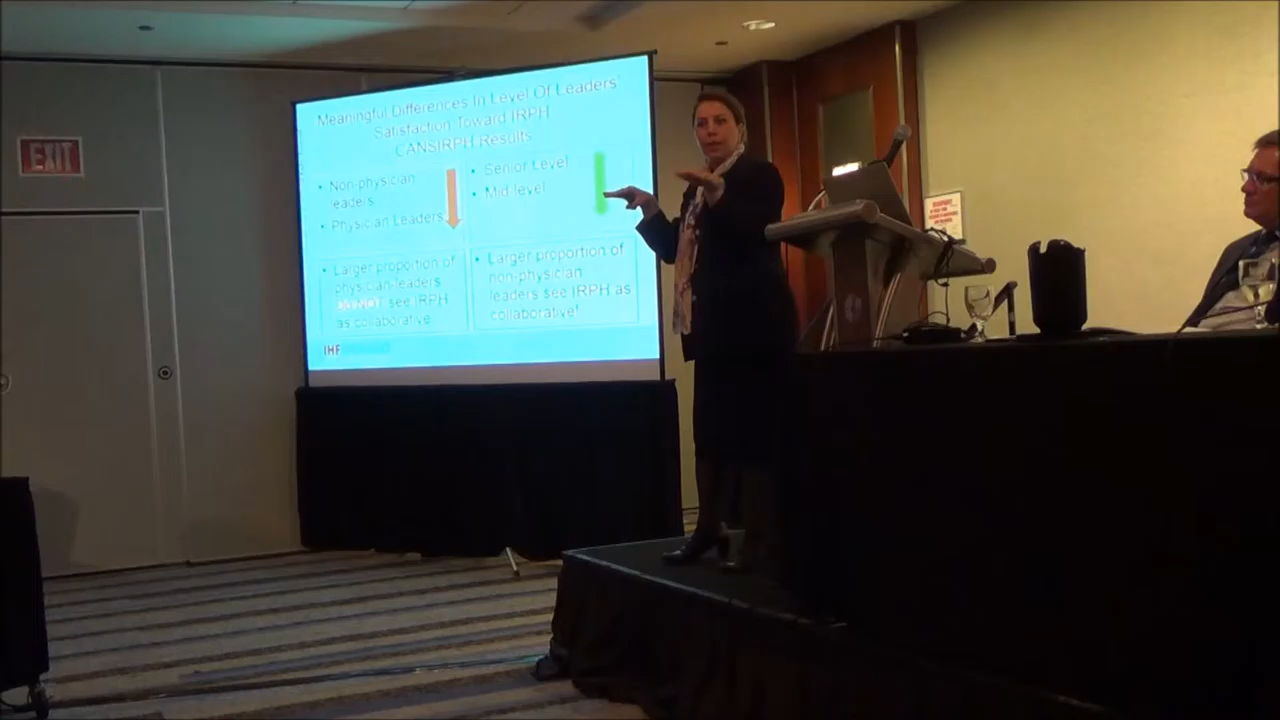 EXIT
Meaningful Differences In Level Of Leaders'
Satisfaction Toward IRPH
CANSIRPH Results
• Non-physician
leaders
• Physician Leaders
• Senior Level
• Mid-level
• Larger proportion of
physician-leaders
DO NOT see IRPH
as collaborative
• Larger proportion of
non-physician
leaders see IRPH as
collaborative!
IHF